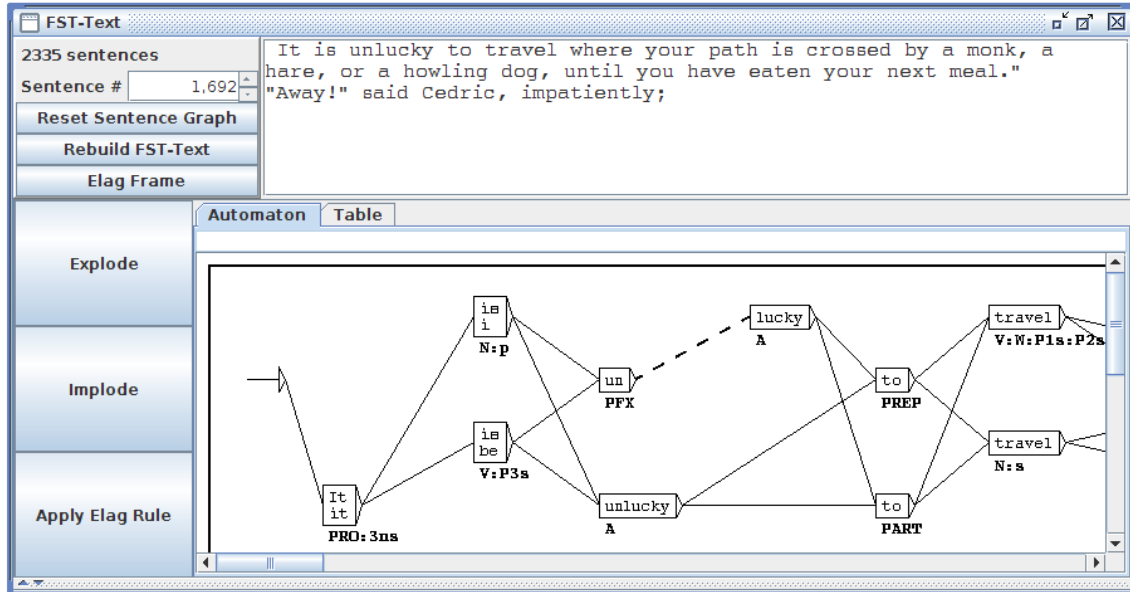 FST-Text
2335 sentences
Sentence # 1,692
Reset Sentence Graph
Rebuild FST-Text
Elag Frame
It is unlucky to travel where your path is crossed by a monk, a
hare, or a howling dog, until you have eaten your next meal."
"Away!" said Cedric, impatiently;
Explode
Implode
Apply Elag Rule
Automaton Table
It
it
PRO:3ns
is
i
N:p
is
be
V:P3s
un
PFX
unlucky
A
lucky
A
to
PREP
to
PART
travel
V:W:P1s:P2s
travel
N:s